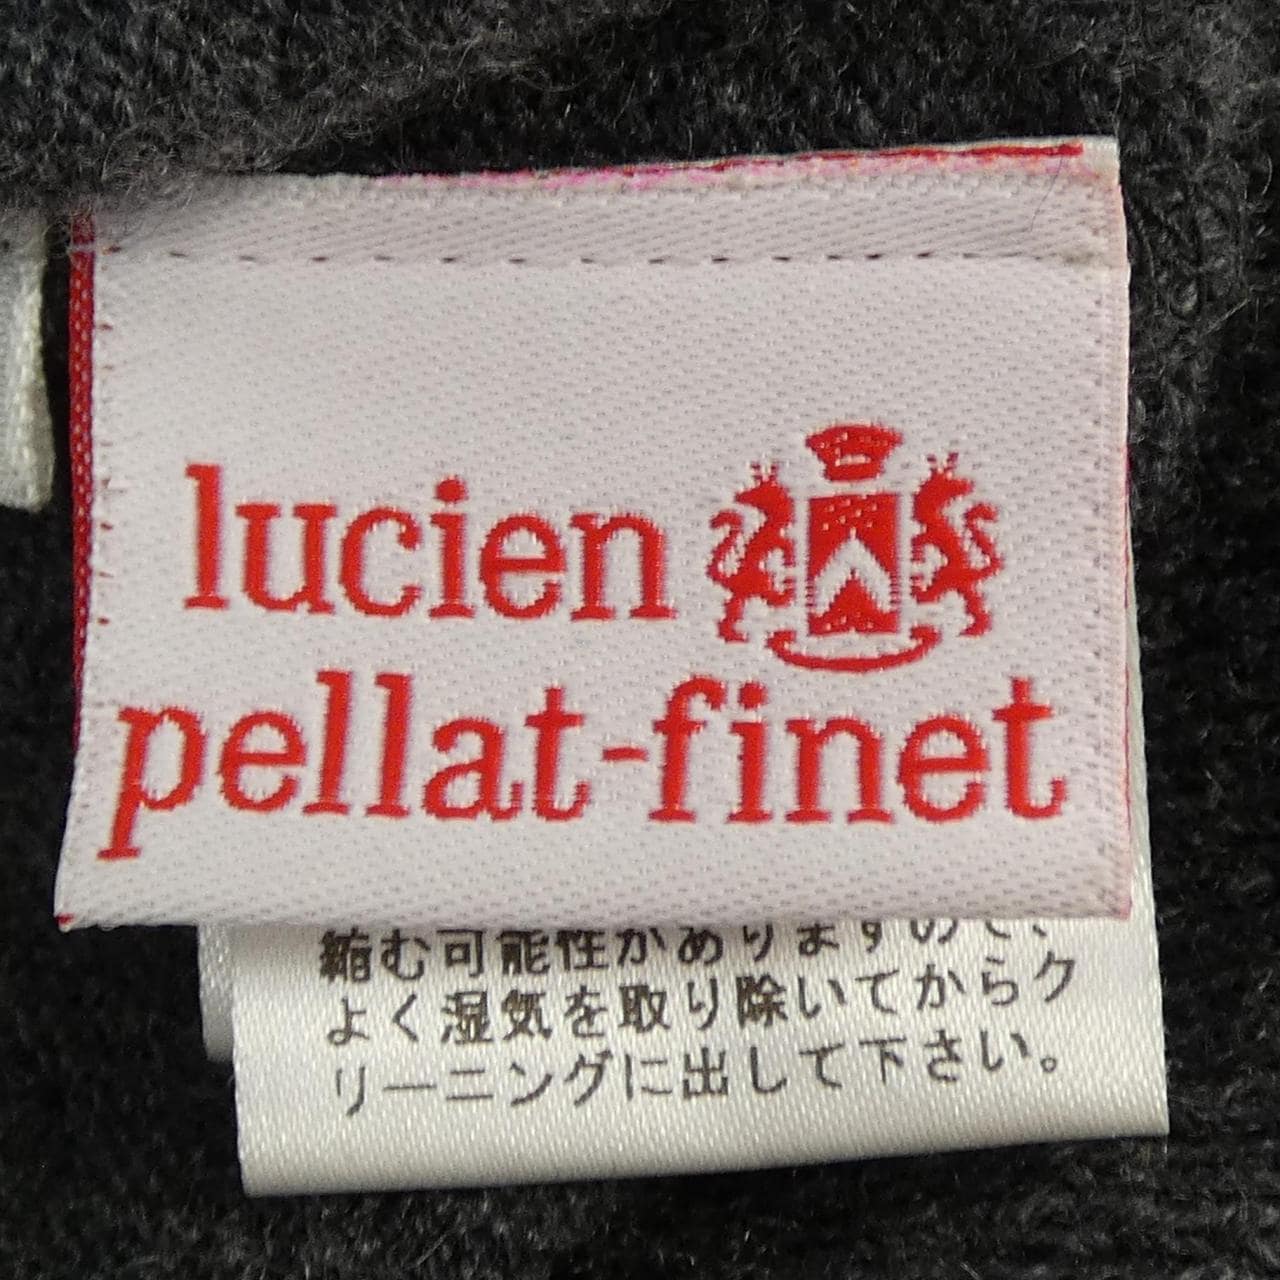 lucien
pellat-finet
縮む可能性がありますので、
よく湿気を取り除いてからク
リーニングに出して下さい。